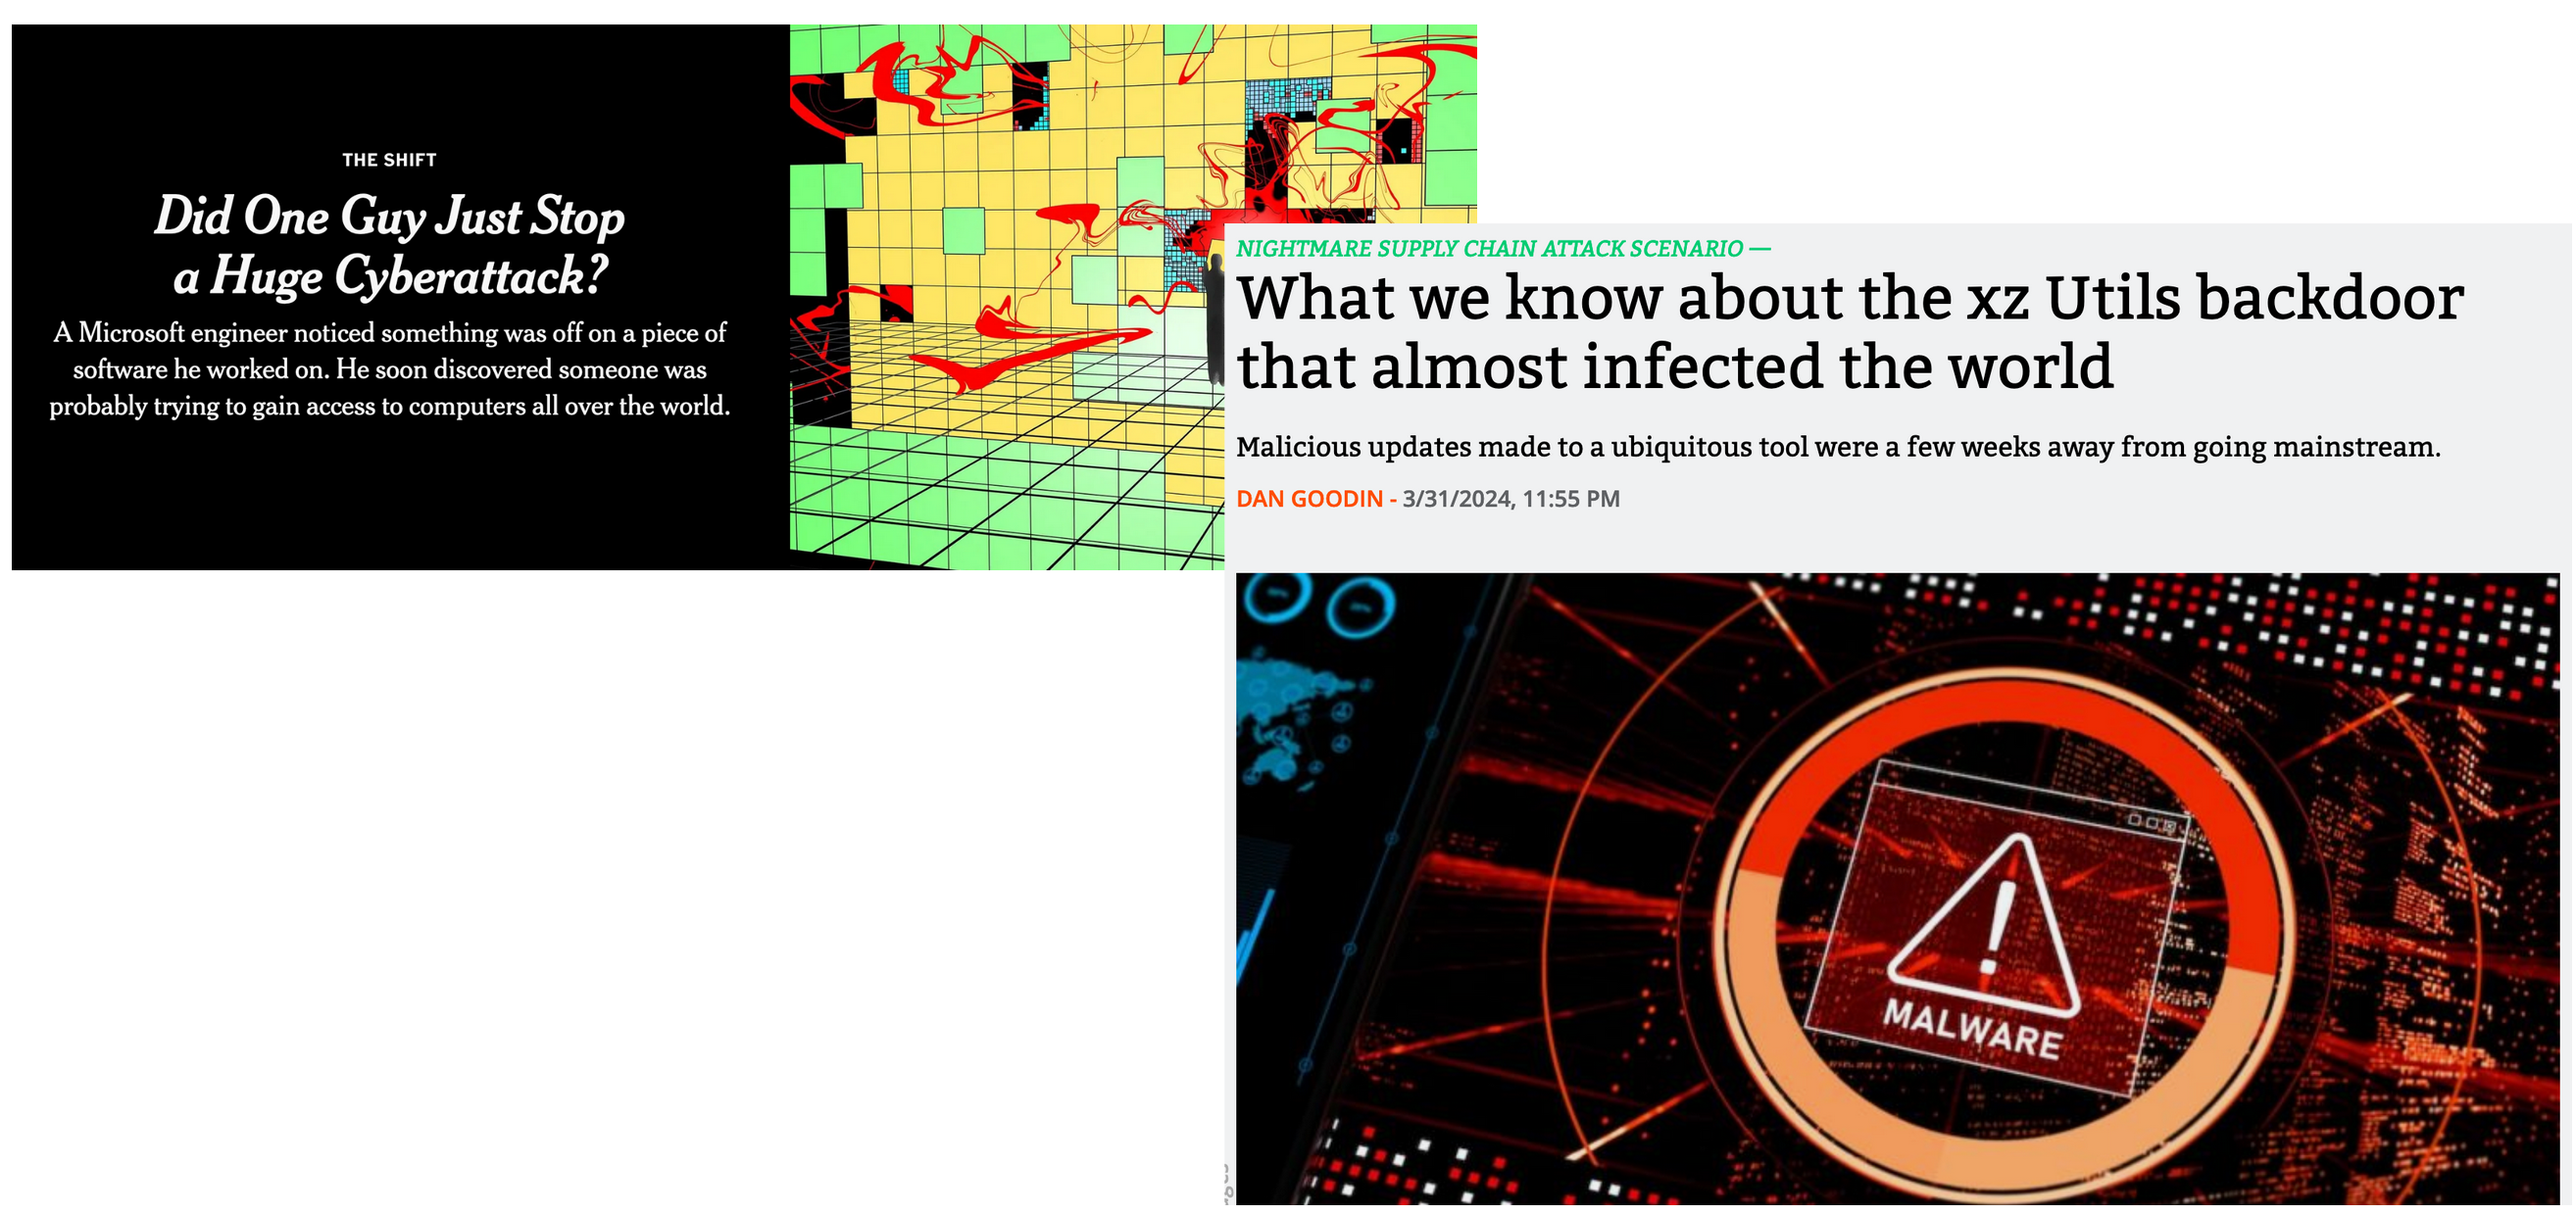 THE SHIFT
Did One Guy Just Stop
a Huge Cyberattack?
A Microsoft engineer noticed something was off on a piece of
software he worked on. He soon discovered someone was
probably trying to gain access to computers all over the world.
NIGHTMARE SUPPLY CHAIN ATTACK SCENARIO —
What we know about the xz Utils backdoor
that almost infected the world
Malicious updates made to a ubiquitous tool were a few weeks away from going mainstream.
DAN GOODIN - 3/31/2024, 11:55 PM
MALWARE